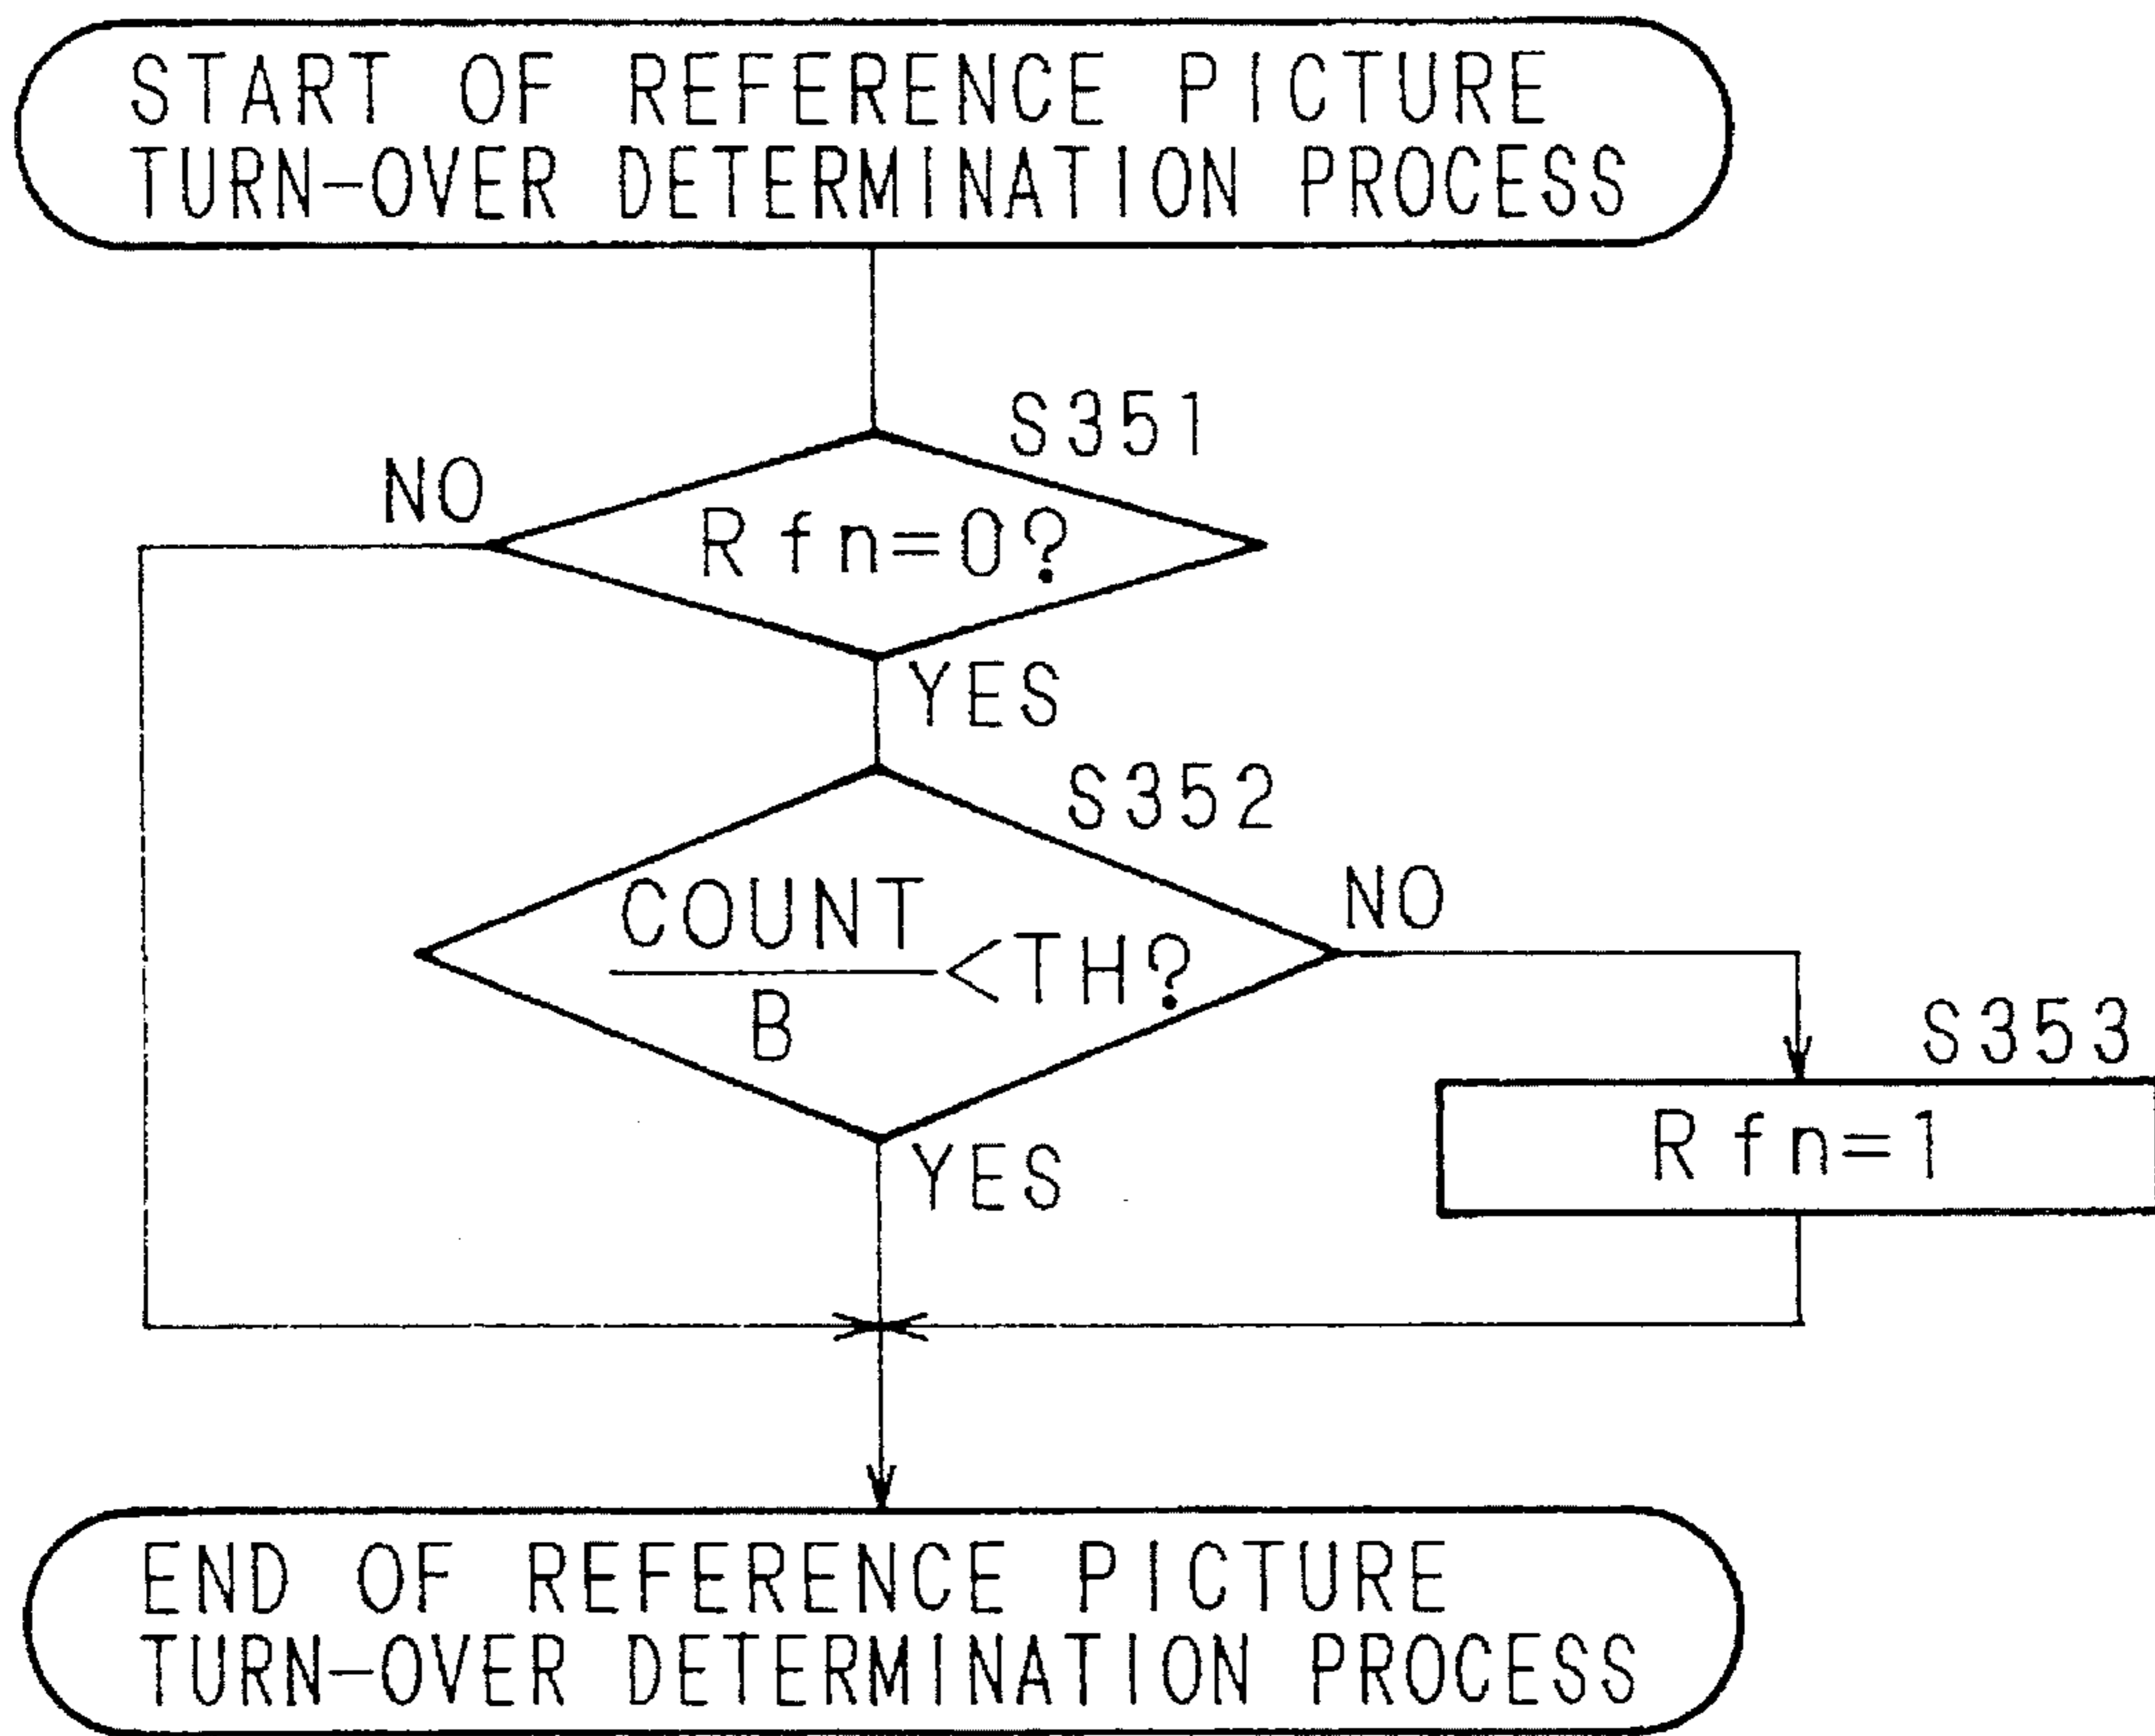 START OF REFERENCE PICTURE
TURN-OVER DETERMINATION PROCESS
S351
NO
Rfn=0?
YES
S352
COUNT
B
<TH?
NO
YES
S353
Rfn=1
END OF REFERENCE PICTURE
TURN-OVER DETERMINATION PROCESS